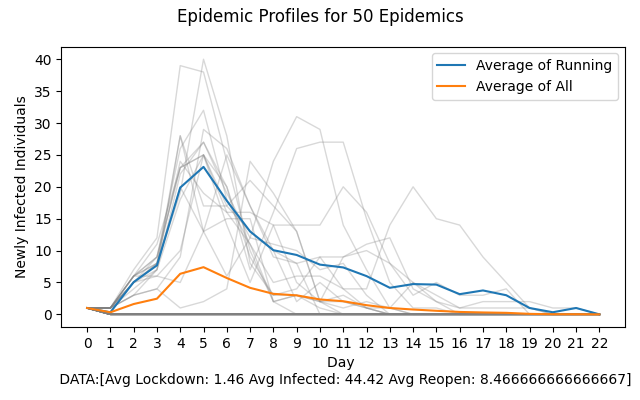 Epidemic Profiles for 50 Epidemics
Average of Running
Average of All
Newly Infected Individuals
40
35
30
25
20
15
10
5
0
0 1 2 3 4 5 6 7 8 9 10 11 12 13 14 15 16 17 18 19 20 21 22
Day
DATA:[Avg Lockdown: 1.46 Avg Infected: 44.42 Avg Reopen: 8.466666666666667]